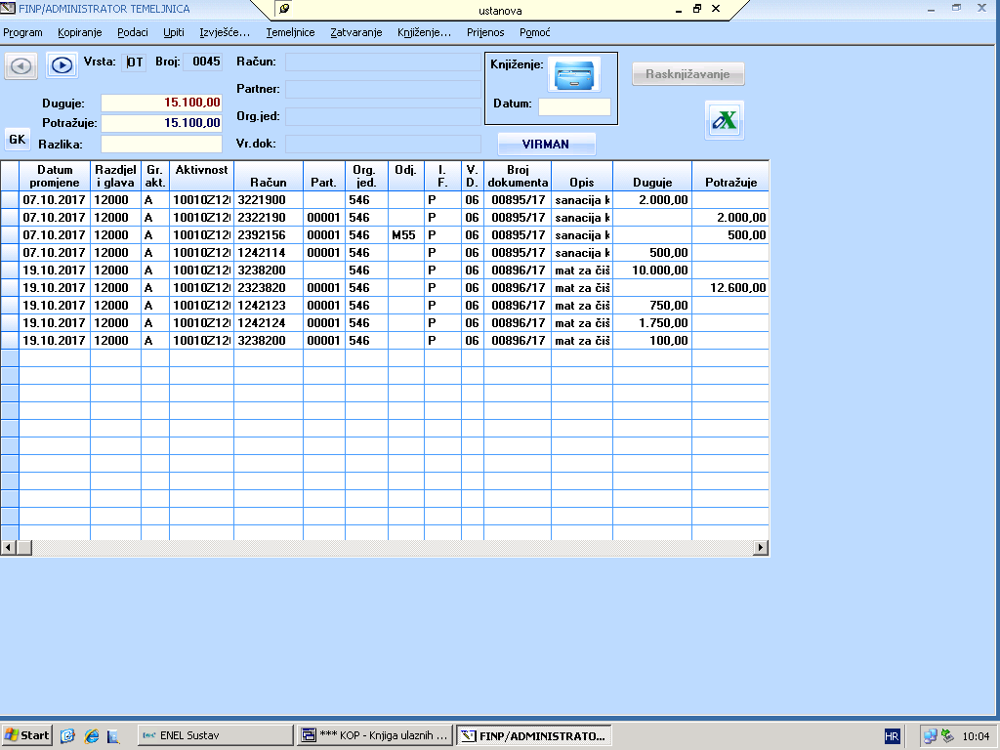 FINP/ADMINISTRATOR TEMELJNICA
ustanova
Program Kopiranje Podaci Upiti Izvješće... Temeljnice Zatvaranje Knjiženje... Prijenos Pomoć
Vrsta: OT Broj: 0045 Račun:
Partner:
Org.jed:
Vr.dok:
Knjiženje:
Datum:
Rasknjižavanje
Duguje: 15.100,00
Potražuje: 15.100,00
Razlika:
GK
VIRMAN
Datum promjene Razdjel i glava Gr. akt. Aktivnost Račun Part. Org. jed. Odj. I. F. V. D. Broj dokumenta Opis Duguje Potražuje
07.10.2017 12000 A 10010Z12 3221900 546 P 06 00895/17 sanacija k 2.000,00
07.10.2017 12000 A 10010Z12 2322190 00001 546 P 06 00895/17 sanacija k 2.000,00
07.10.2017 12000 A 10010Z12 2392156 00001 546 M55 P 06 00895/17 sanacija k 500,00
07.10.2017 12000 A 10010Z12 1242114 00001 546 P 06 00895/17 sanacija k 500,00
19.10.2017 12000 A 10010Z12 3238200 546 P 06 00896/17 mat za čiš 10.000,00
19.10.2017 12000 A 10010Z12 2323820 00001 546 P 06 00896/17 mat za čiš 12.600,00
19.10.2017 12000 A 10010Z12 1242123 00001 546 P 06 00896/17 mat za čiš 750,00
19.10.2017 12000 A 10010Z12 1242124 00001 546 P 06 00896/17 mat za čiš 1.750,00
19.10.2017 12000 A 10010Z12 3238200 00001 546 P 06 00896/17 mat za čiš 100,00
Start ENEL Sustav *** KOP - Knjiga ulaznih ... FINP/ADMINISTRATO... HR 10:04